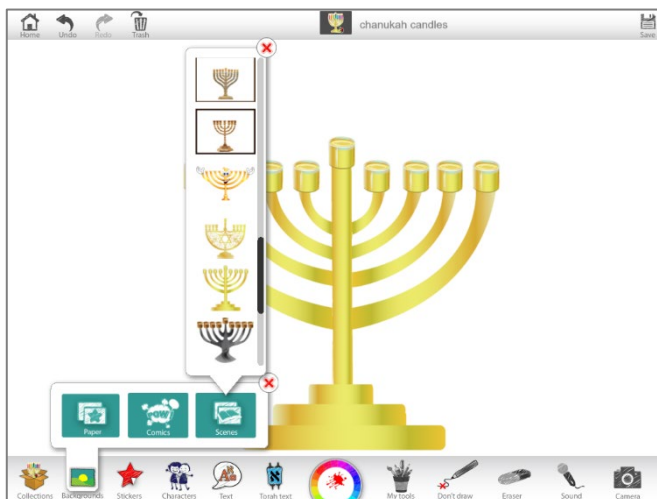 Home Undo Redo Trash chanukah candles Save
Paper Comics POW Scenes
Collections Backgrounds Stickers Characters Text Torah text My tools Don't draw Eraser Sound Camera